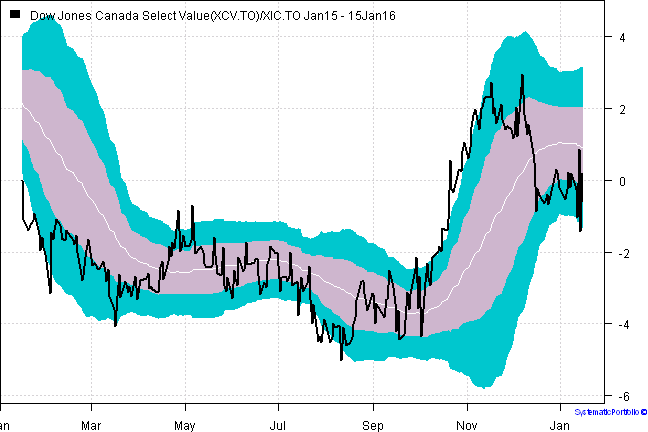 Dow Jones Canada Select Value(XCV.TO)/XIC.TO Jan15 - 15Jan16
4
2
0
-2
-4
-6
an Mar May Jul Sep Nov Jan
SystematicPortfolio ©